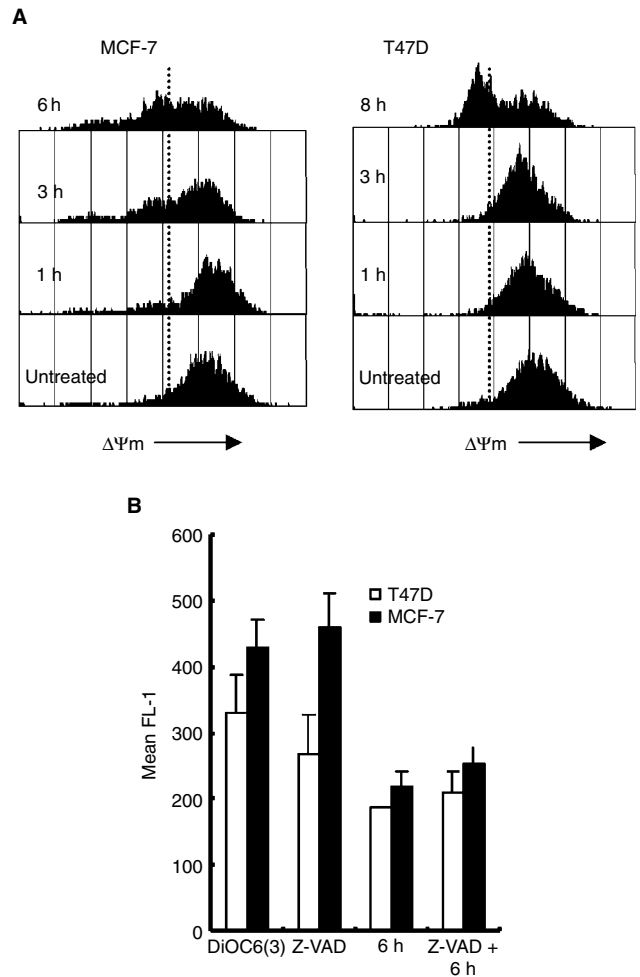 A
MCF-7
T47D
6 h
3 h
1 h
Untreated
ΔΨm
8 h
3 h
1 h
Untreated
ΔΨm
B
600
500
400
300
200
100
0
Mean FL-1
T47D
MCF-7
DiOC6(3)
Z-VAD
6 h
Z-VAD +
6 h